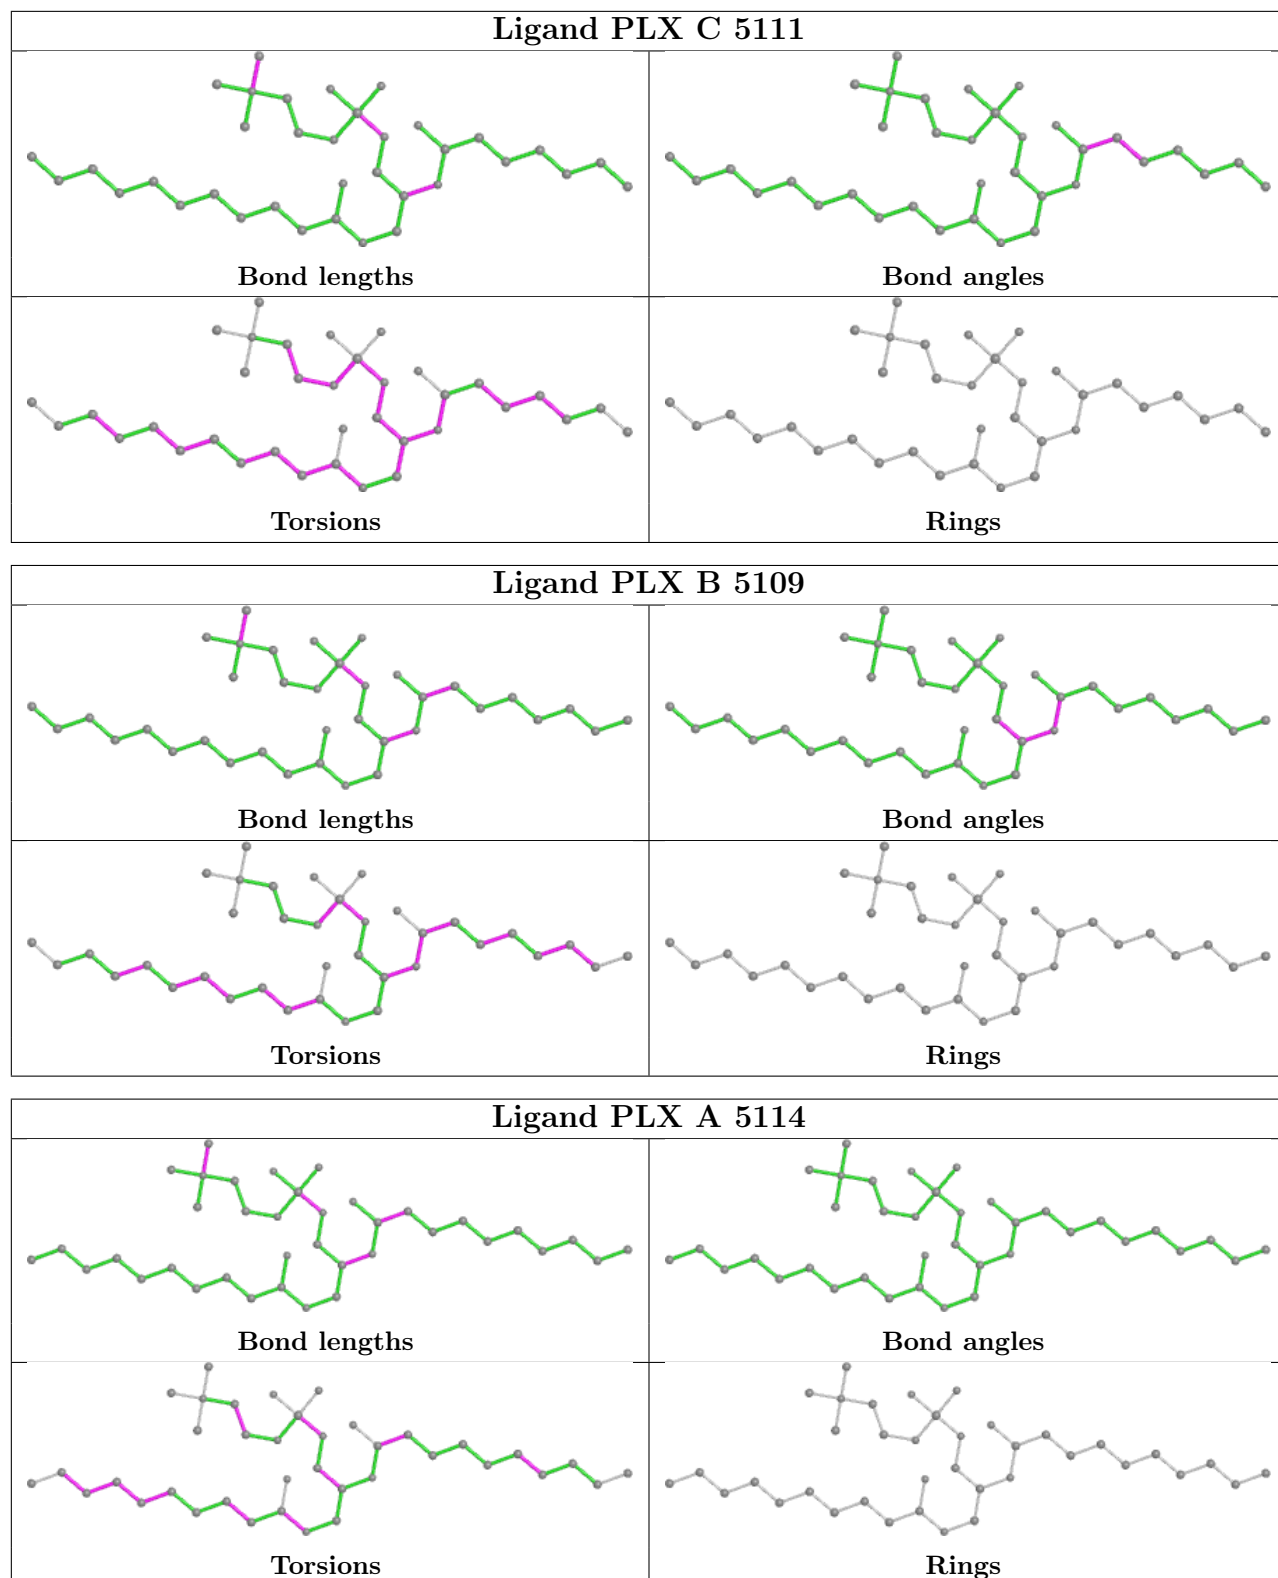 Ligand PLX C 5111
Bond lengths
Bond angles
Torsions
Rings
Ligand PLX B 5109
Bond lengths
Bond angles
Torsions
Rings
Ligand PLX A 5114
Bond lengths
Bond angles
Torsions
Rings